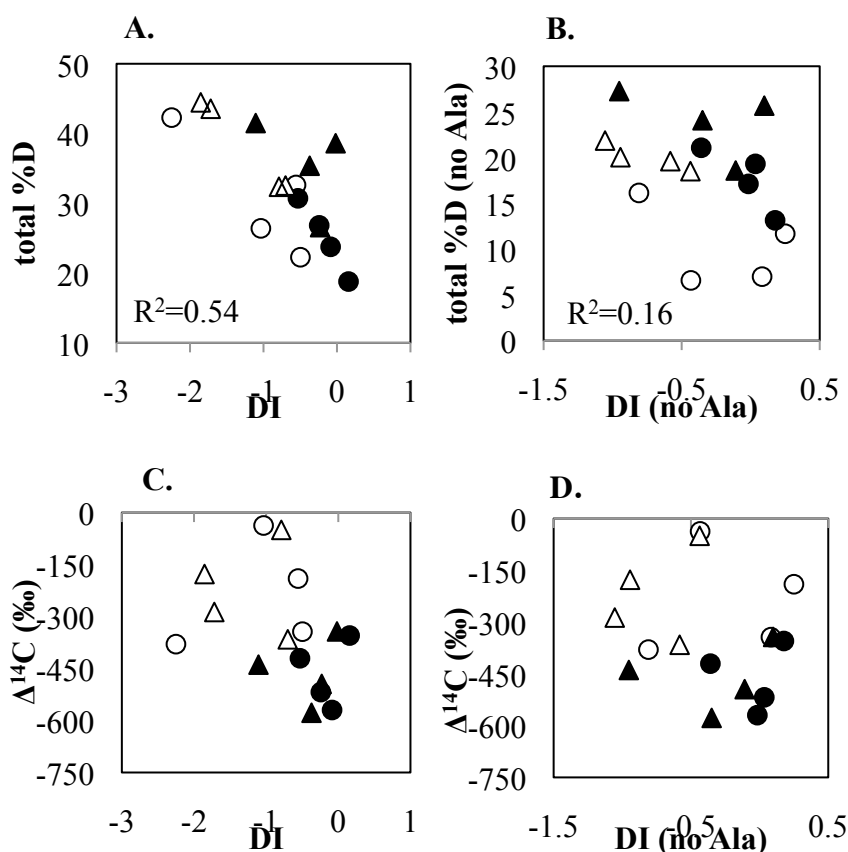 A.
total %D
50
40
30
20
10
R²=0.54
-3 -2 -1 0 1
DI
B.
total %D (no Ala)
30
25
20
15
10
5
0
R²=0.16
-1.5 -0.5 0.5
DI (no Ala)
C.
Δ¹⁴C (‰)
0
-150
-300
-450
-600
-750
-3 -2 -1 0 1
DI
D.
Δ¹⁴C (‰)
0
-150
-300
-450
-600
-750
-1.5 -0.5 0.5
DI (no Ala)